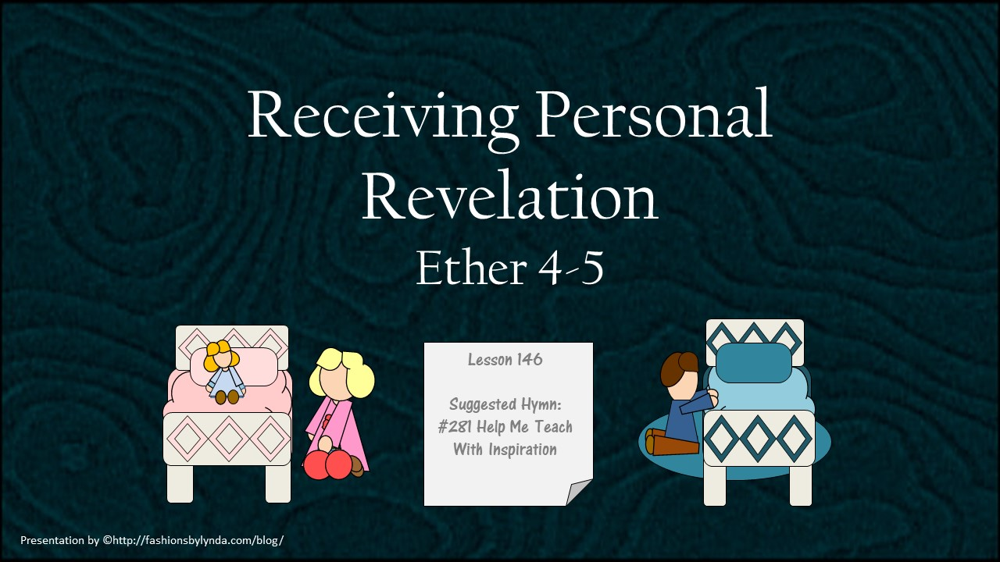 Receiving Personal
Revelation
Ether 4-5
Lesson 146
Suggested Hymn:
#281 Help Me Teach
With Inspiration
Presentation by ©http://fashionsbylynda.com/blog/